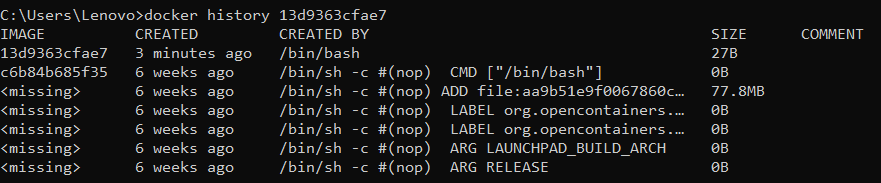 C:\Users\Lenovo>docker history 13d9363cfae7
IMAGE CREATED CREATED BY SIZE COMMENT
13d9363cfae7 3 minutes ago /bin/bash 27B
c6b84b685f35 6 weeks ago /bin/sh -c #(nop) CMD ["/bin/bash"] 0B
<missing> 6 weeks ago /bin/sh -c #(nop) ADD file:aa9b51e9f0067860c… 77.8MB
<missing> 6 weeks ago /bin/sh -c #(nop) LABEL org.opencontainers.… 0B
<missing> 6 weeks ago /bin/sh -c #(nop) LABEL org.opencontainers.… 0B
<missing> 6 weeks ago /bin/sh -c #(nop) ARG LAUNCHPAD_BUILD_ARCH 0B
<missing> 6 weeks ago /bin/sh -c #(nop) ARG RELEASE 0B